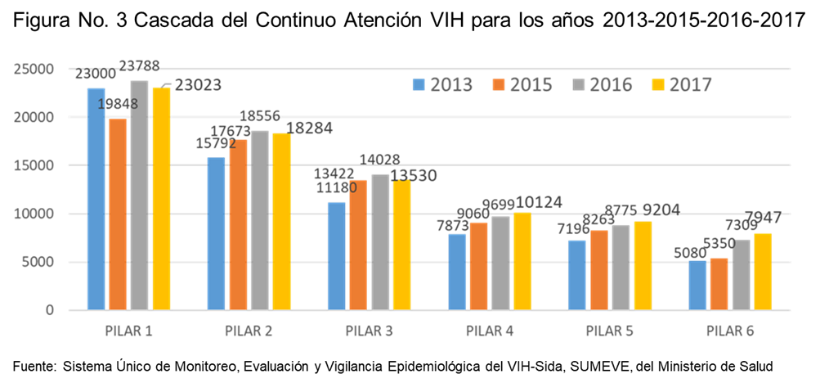 Figura No. 3 Cascada del Continuo Atención VIH para los años 2013-2015-2016-2017
25000
20000
15000
10000
5000
0
2013 2015 2016 2017
23000 19848 23788 23023
15792 17673 18556 18284
11180 13422 14028 13530
7873 9060 9699 10124
7196 8263 8775 9204
5080 5350 7309 7947
PILAR 1 PILAR 2 PILAR 3 PILAR 4 PILAR 5 PILAR 6
Fuente: Sistema Único de Monitoreo, Evaluación y Vigilancia Epidemiológica del VIH-Sida, SUMEVE, del Ministerio de Salud